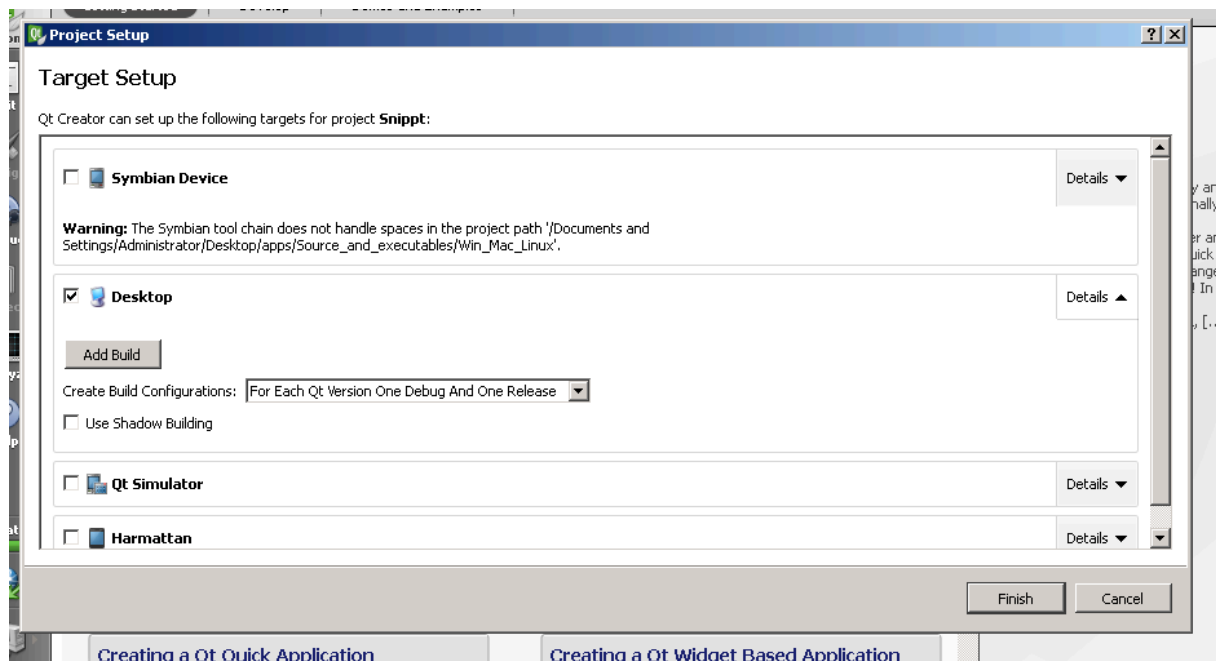 Project Setup
Target Setup
Qt Creator can set up the following targets for project Snippt:
Symbian Device
Details
Warning: The Symbian tool chain does not handle spaces in the project path '/Documents and
Settings/Administrator/Desktop/apps/Source_and_executables/Win_Mac_Linux'.
Desktop
Details
Add Build
Create Build Configurations: For Each Qt Version One Debug And One Release
Use Shadow Building
Qt Simulator
Details
Harmattan
Details
Finish Cancel
Creating a Qt Quick Application Creating a Qt Widget Based Application